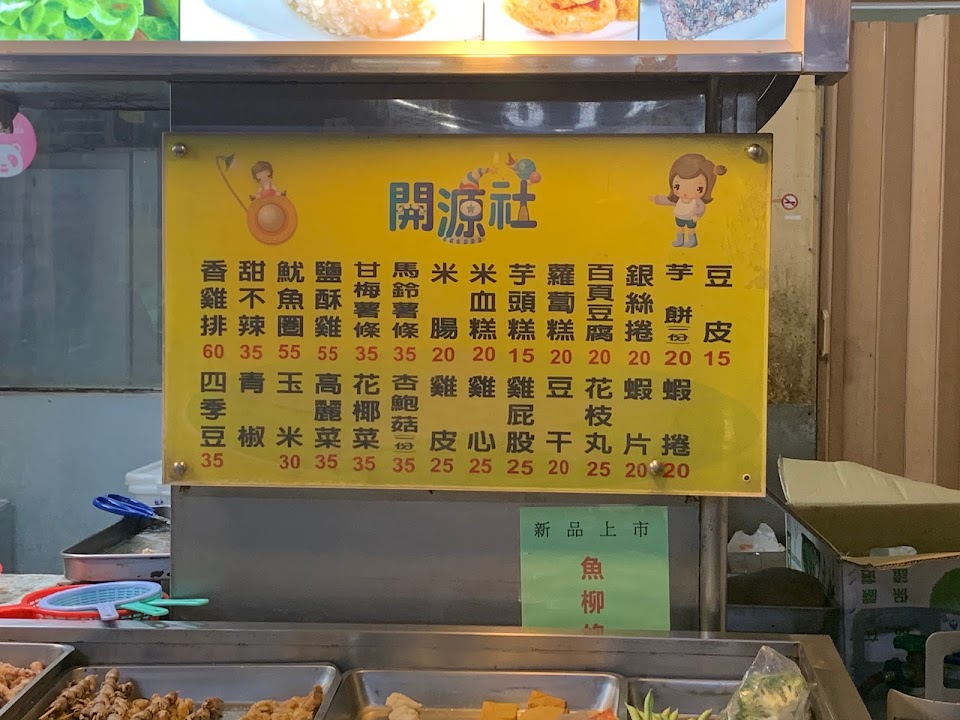 開源社
香雞排 60
甜不辣 35
魷魚圈 55
鹽酥雞 55
甘梅薯條 35
馬鈴薯條 35
米腸 20
米血糕 20
芋頭糕 15
蘿蔔糕 20
百頁豆腐 20
銀絲捲 20
芋餅一份 20
豆皮 15
四季豆 35
青椒
玉米 30
高麗菜 35
花椰菜 35
杏鮑菇一份 35
雞皮 25
雞心 25
雞屁股 25
豆干 20
花枝丸 25
蝦片 20
蝦捲 20
新品上市
魚柳